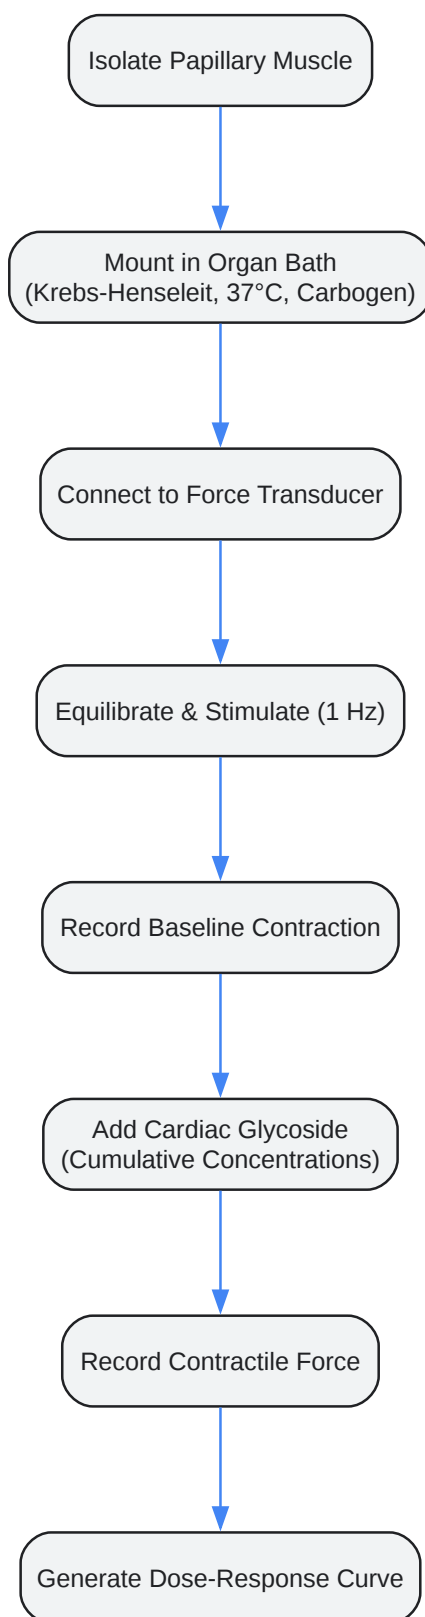 Isolate Papillary Muscle
Mount in Organ Bath
(Krebs-Henseleit, 37°C, Carbogen)
Connect to Force Transducer
Equilibrate & Stimulate (1 Hz)
Record Baseline Contraction
Add Cardiac Glycoside
(Cumulative Concentrations)
Record Contractile Force
Generate Dose-Response Curve